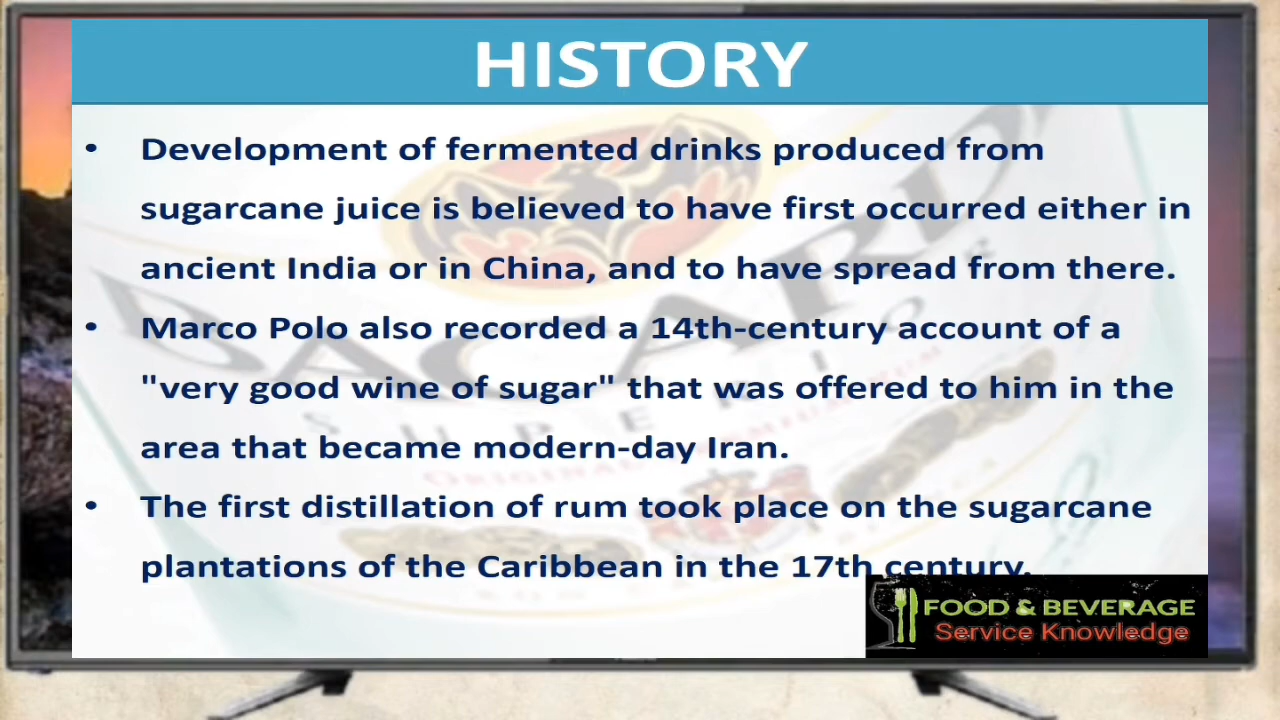 HISTORY
• Development of fermented drinks produced from
sugarcane juice is believed to have first occurred either in
ancient India or in China, and to have spread from there.
• Marco Polo also recorded a 14th-century account of a
"very good wine of sugar" that was offered to him in the
area that became modern-day Iran.
• The first distillation of rum took place on the sugarcane
plantations of the Caribbean in the 17th century.
BACARDI
SUPERIOR
FOOD & BEVERAGE
Service Knowledge